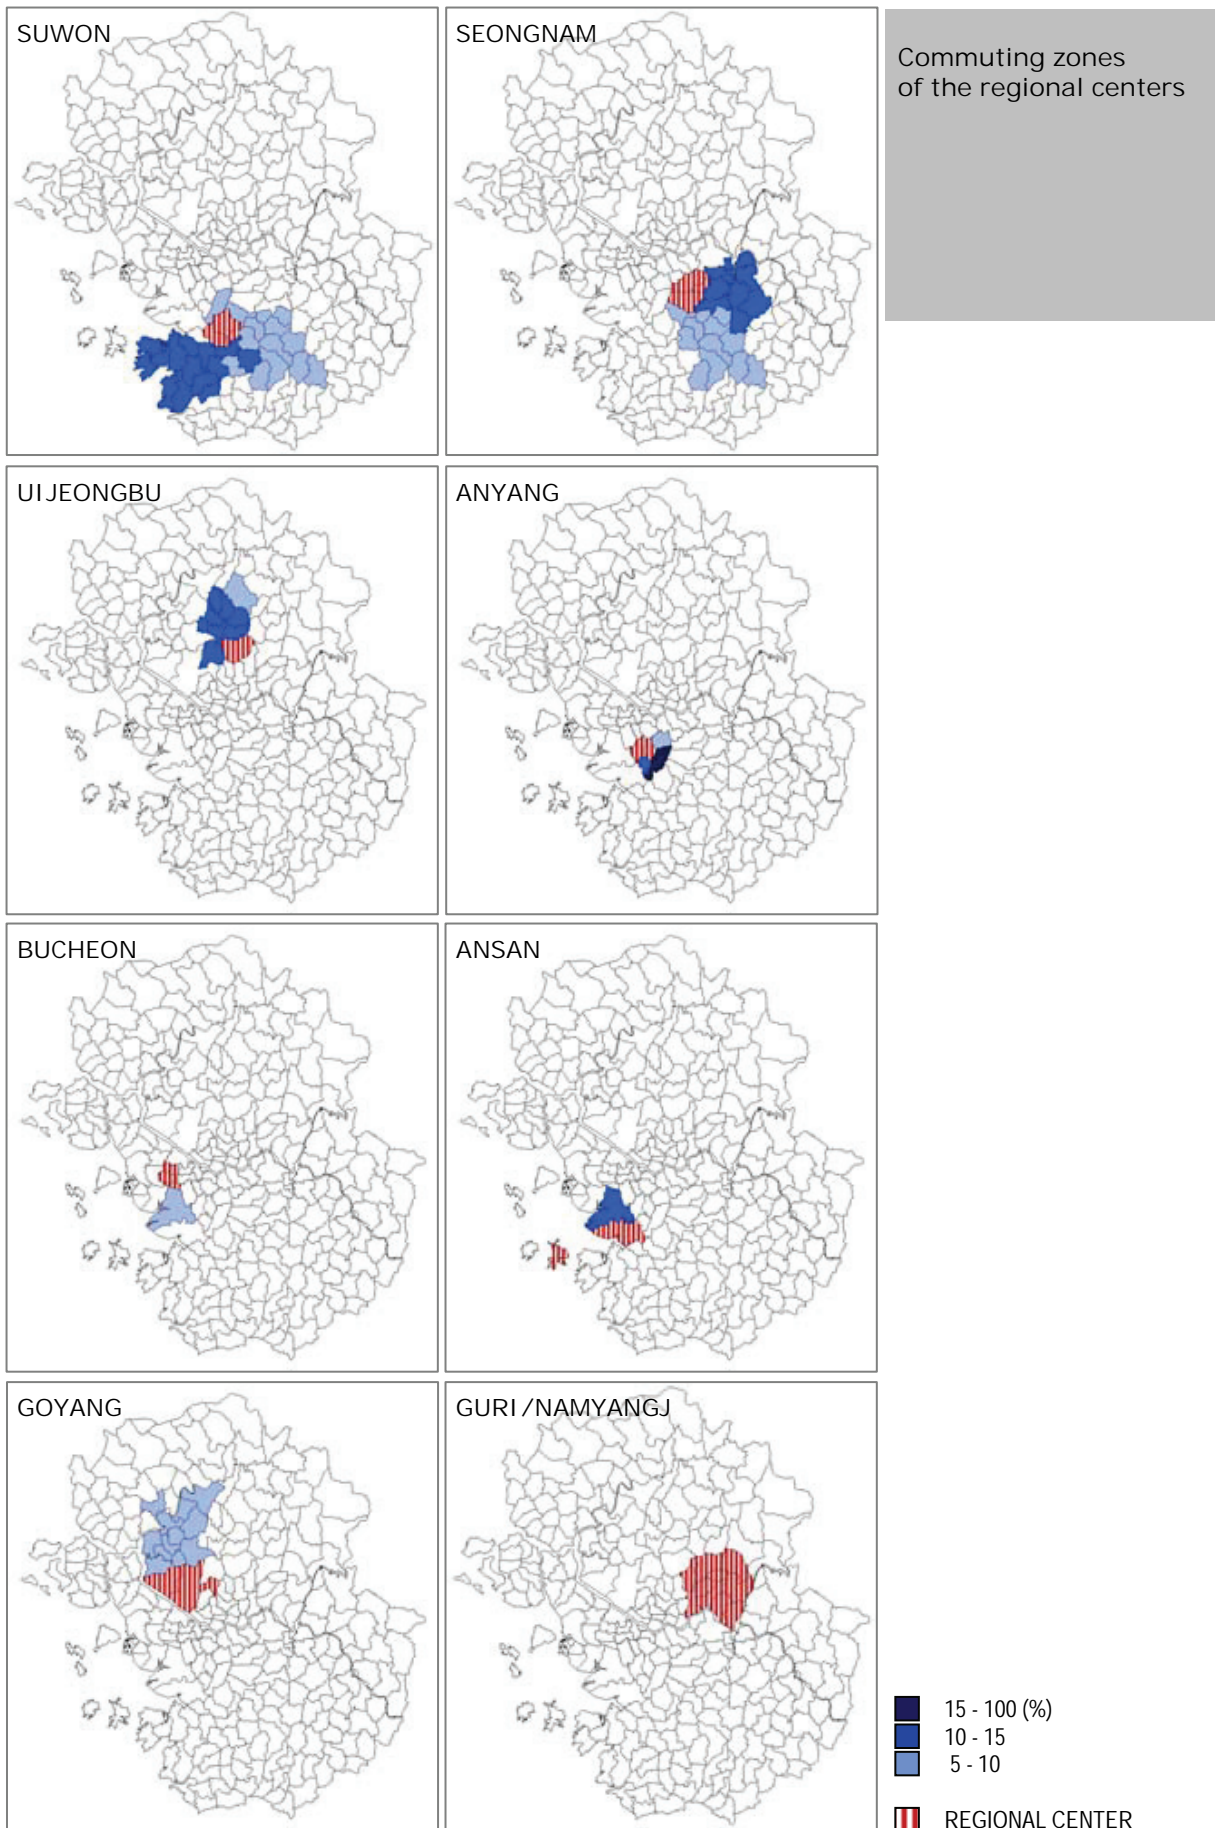 SUWON
SEONGNAM
Commuting zones
of the regional centers
UIJEONGBU
ANYANG
BUCHEON
ANSAN
GOYANG
GURI/NAMYANGJ
15 - 100 (%)
10 - 15
5 - 10
REGIONAL CENTER